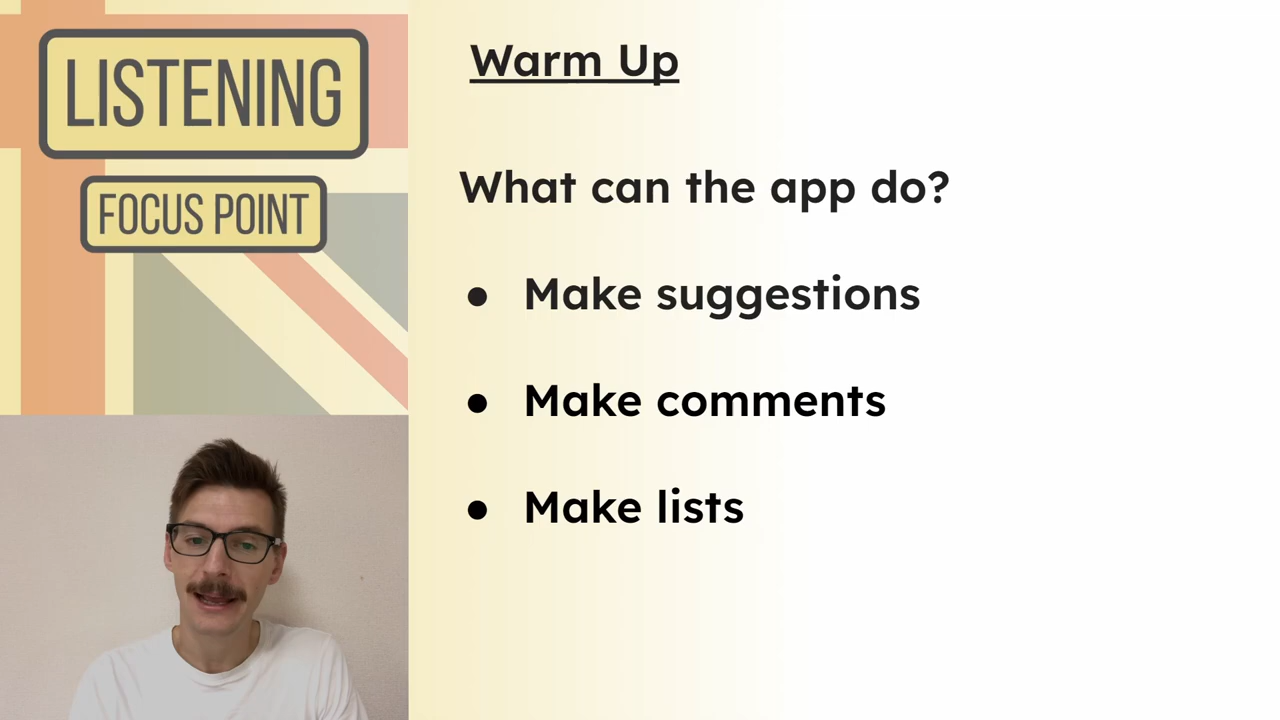 LISTENING
FOCUS POINT
Warm Up
What can the app do?
● Make suggestions
● Make comments
● Make lists